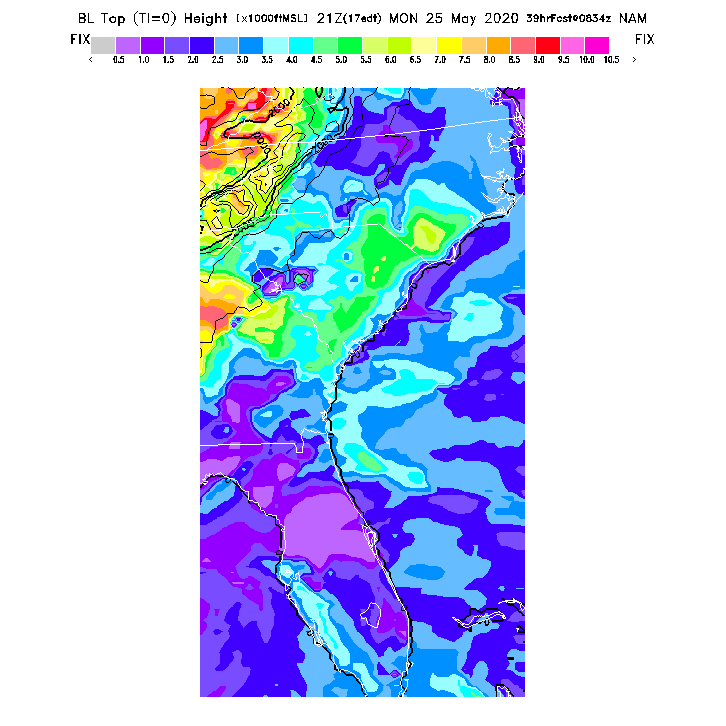 BL Top (TI=0) Height [x1000ftMSL] 21Z(17edt) MON 25 May 2020 39hrFcst@0834z NAM
FIX FIX
< 0.5 1.0 1.5 2.0 2.5 3.0 3.5 4.0 4.5 5.0 5.5 6.0 6.5 7.0 7.5 8.0 8.5 9.0 9.5 10.0 10.5 >
2000